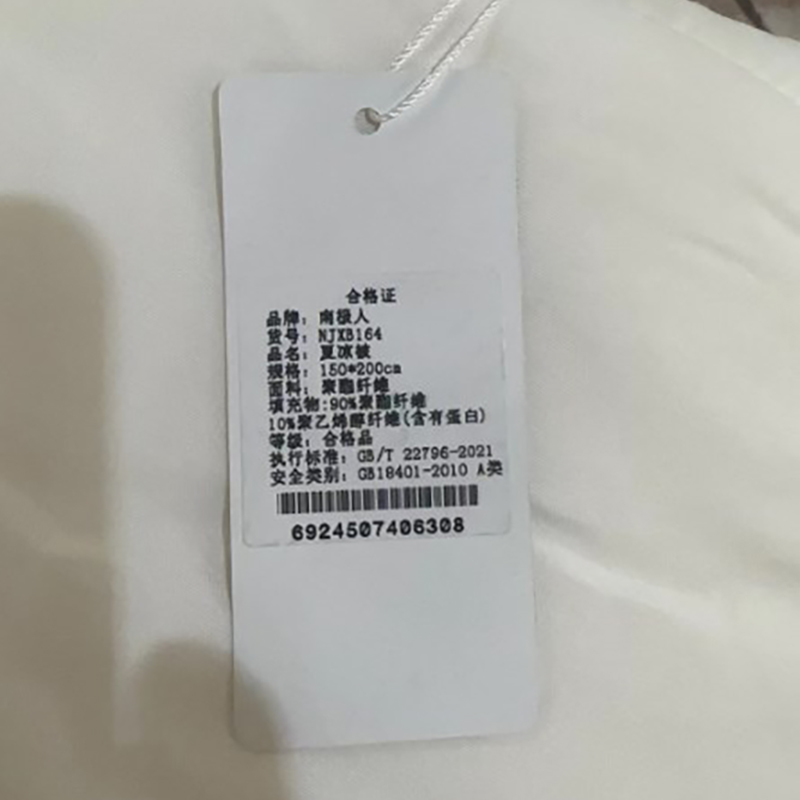 合格证
品牌：南极人
货号：NJXB164
品名：夏凉被
规格：150*200cm
面料：聚酯纤维
填充物:90%聚酯纤维
10%聚乙烯醇纤维(含有蛋白)
等级：合格品
执行标准：GB/T 22796-2021
安全类别：GB18401-2010 A类
6924507406308